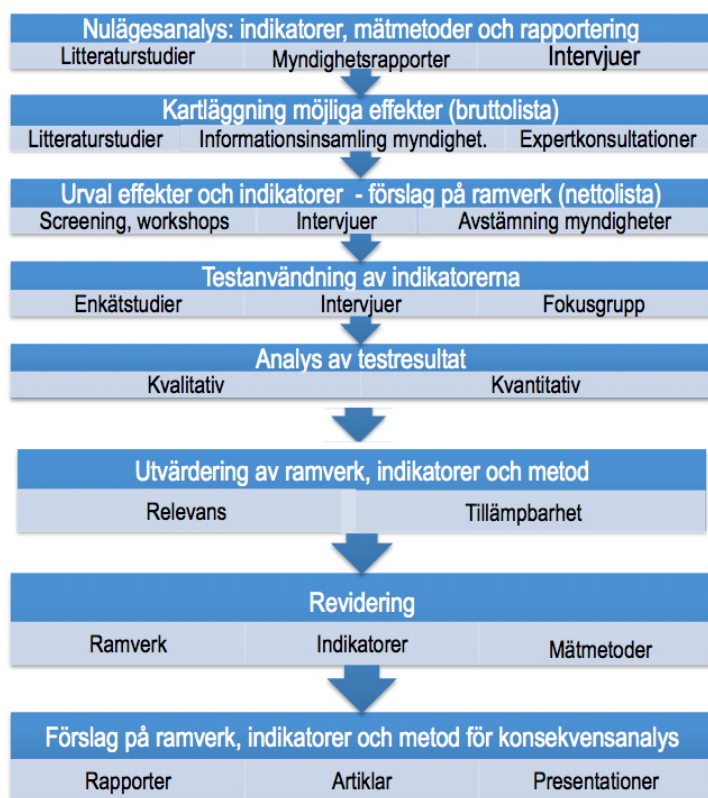 Nulägesanalys: indikatorer, mätmetoder och rapportering
Litteraturstudier Myndighetsrapporter Intervjuer
Kartläggning möjliga effekter (bruttolista)
Litteraturstudier Informationsinsamling myndighet. Expertkonsultationer
Urval effekter och indikatorer - förslag på ramverk (nettolista)
Screening, workshops Intervjuer Avstämning myndigheter
Testanvändning av indikatorerna
Enkätstudier Intervjuer Fokusgrupp
Analys av testresultat
Kvalitativ Kvantitativ
Utvärdering av ramverk, indikatorer och metod
Relevans Tillämpbarhet
Revidering
Ramverk Indikatorer Mätmetoder
Förslag på ramverk, indikatorer och metod för konsekvensanalys
Rapporter Artiklar Presentationer